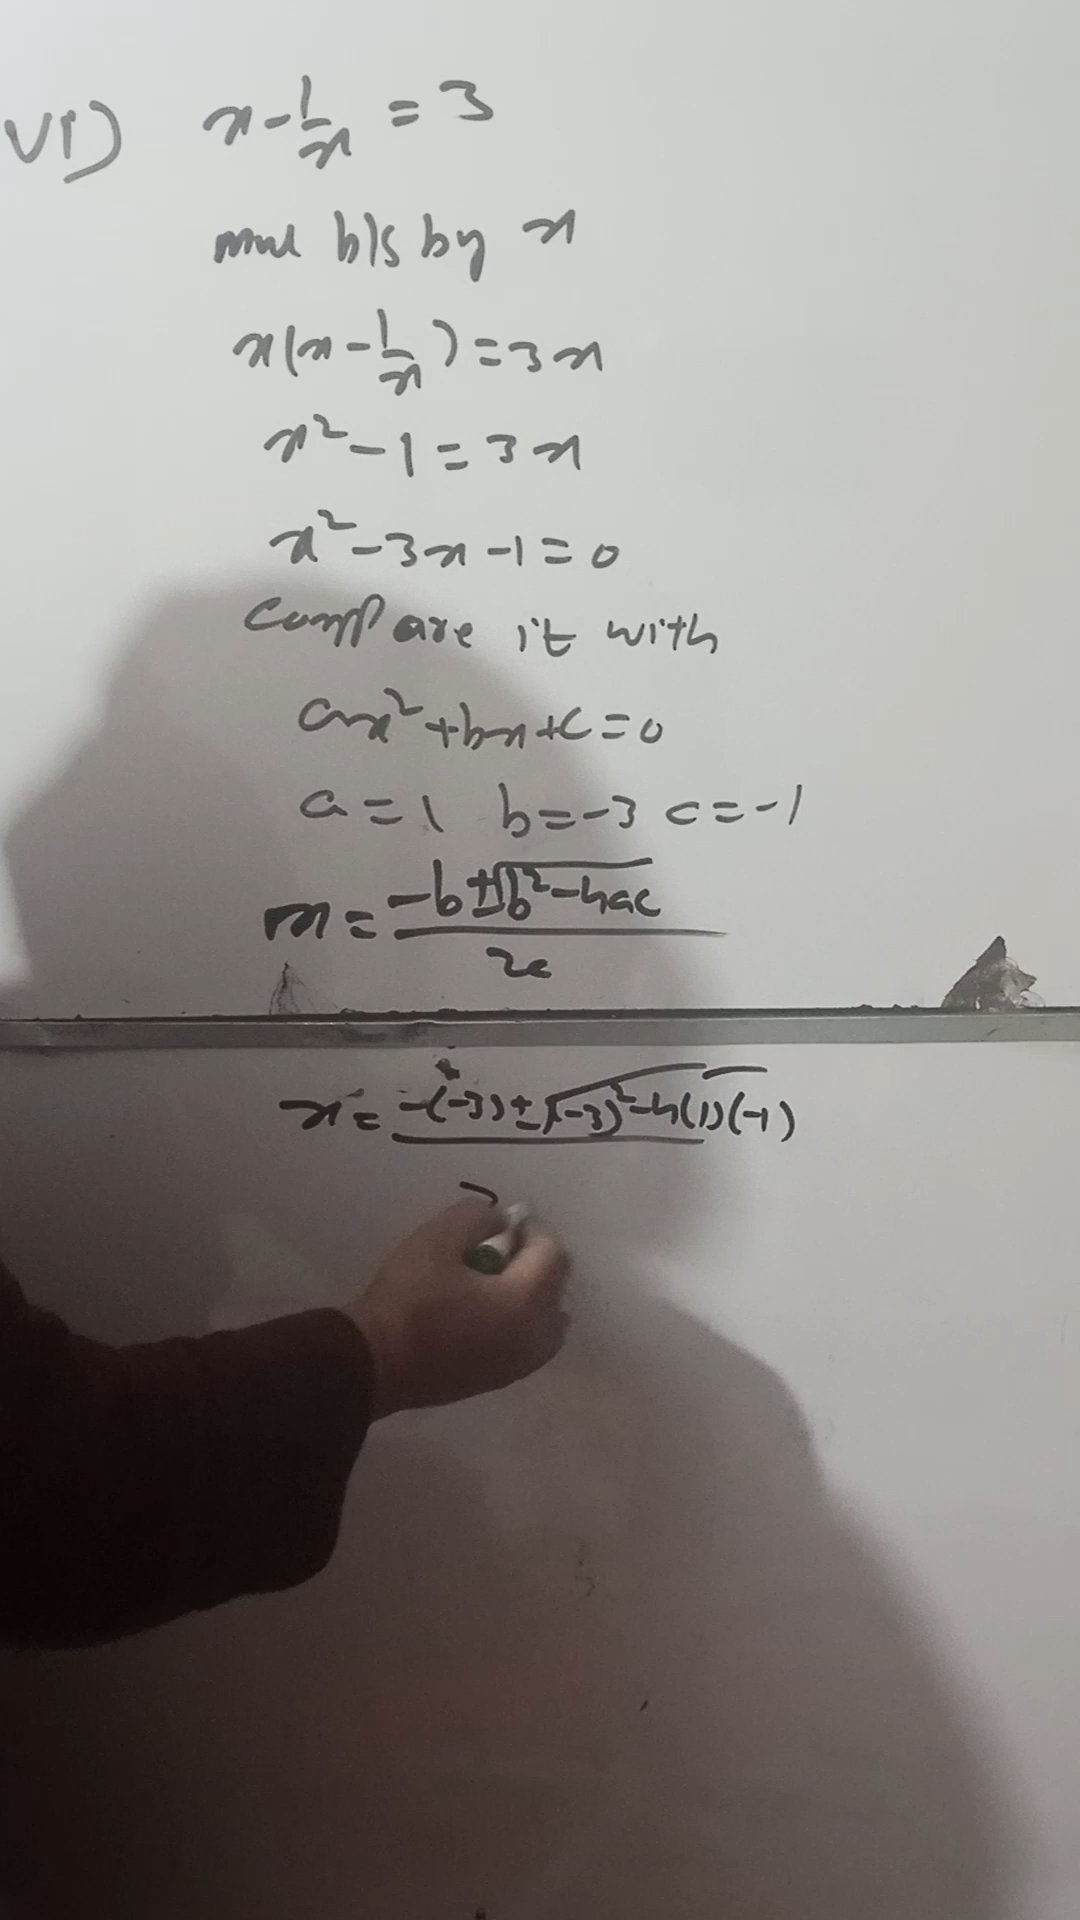 VI) x - 1/x = 3
mul b/s by x
x(x - 1/x) = 3x
x² - 1 = 3x
x² - 3x - 1 = 0
Compare it with
ax² + bx + c = 0
a = 1 b = -3 c = -1
x = (-b ± √(b² - 4ac)) / 2a
x = (-(-3) ± √((-3)² - 4(1)(-1))) /